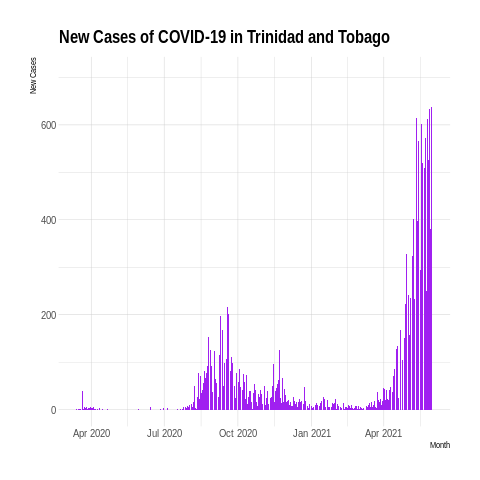 New Cases of COVID-19 in Trinidad and Tobago
New Cases
600
400
200
0
Apr 2020 Jul 2020 Oct 2020 Jan 2021 Apr 2021
Month